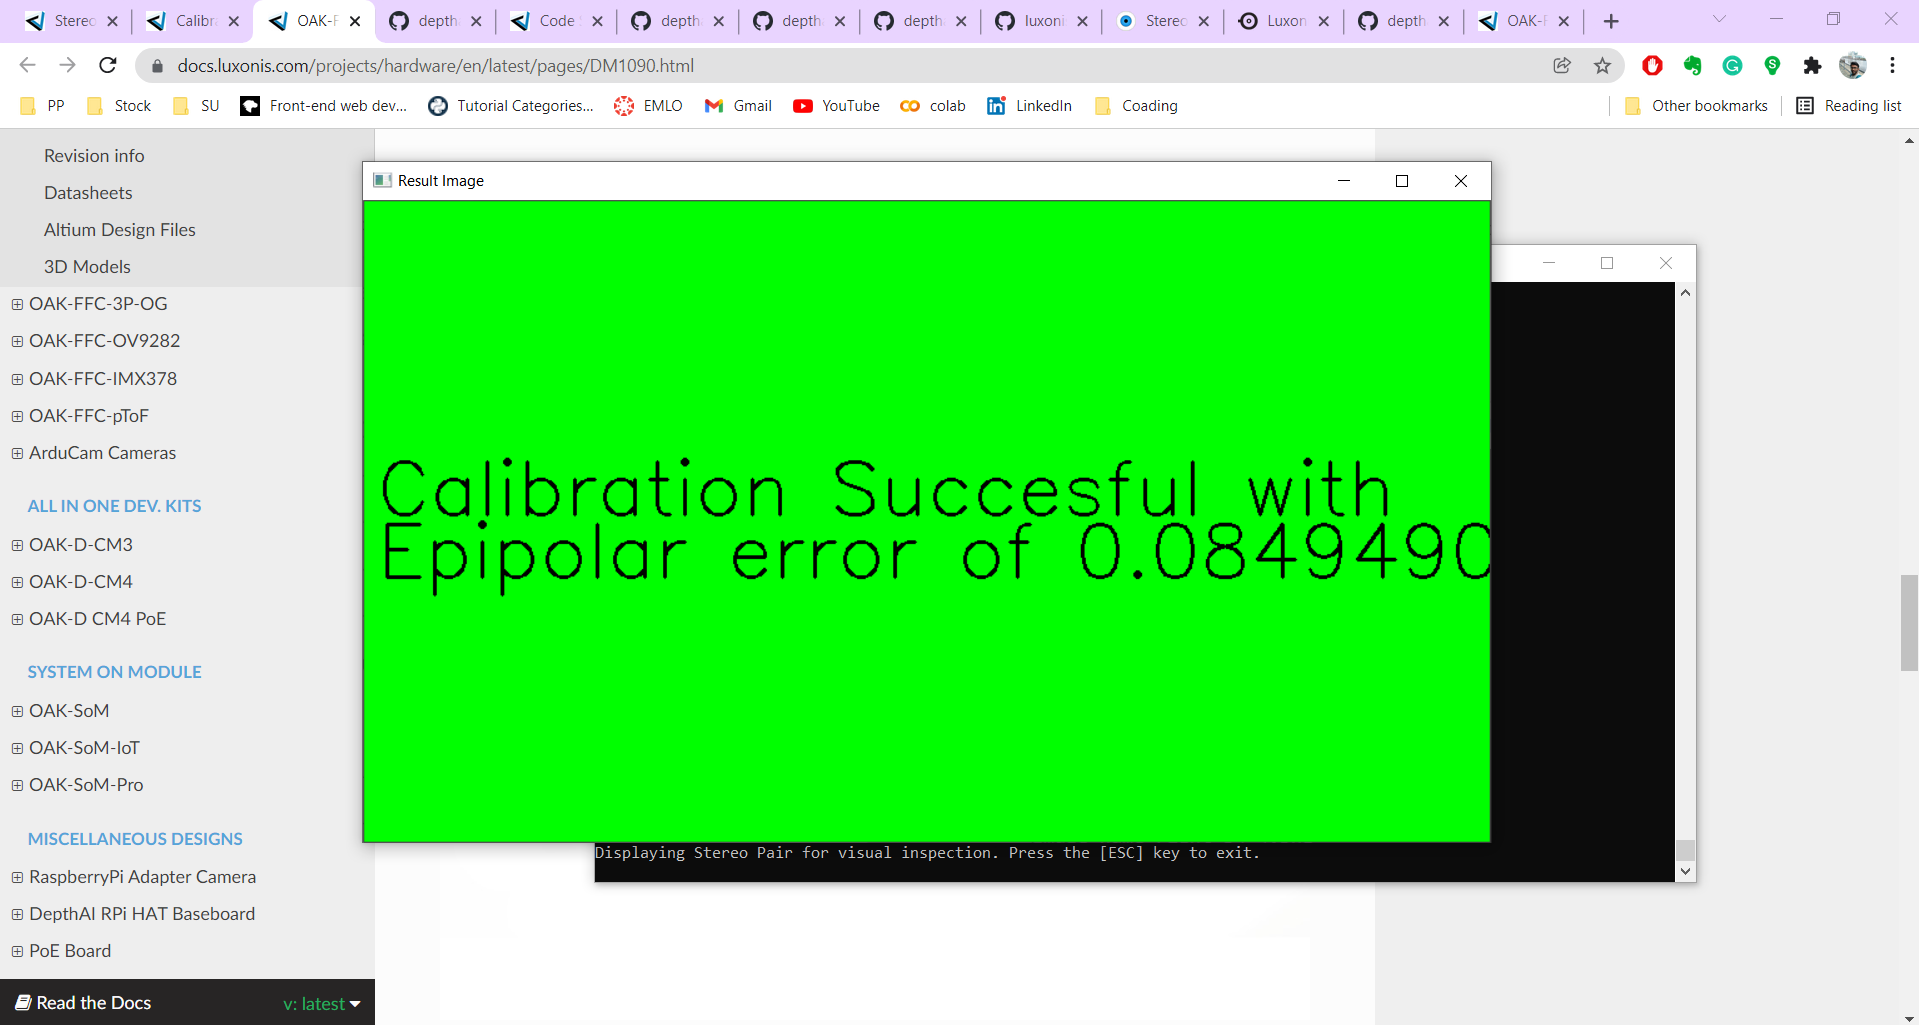 Stereo
Calibra
OAK-F
depth
Code
depth
depth
depth
luxoni
Stereo
Luxon
depth
OAK-F
docs.luxonis.com/projects/hardware/en/latest/pages/DM1090.html
PP
Stock
SU
Front-end web dev...
Tutorial Categories...
EMLO
Gmail
YouTube
colab
LinkedIn
Coading
Other bookmarks
Reading list
Revision info
Datasheets
Altium Design Files
3D Models
OAK-FFC-3P-OG
OAK-FFC-OV9282
OAK-FFC-IMX378
OAK-FFC-pToF
ArduCam Cameras
ALL IN ONE DEV. KITS
OAK-D-CM3
OAK-D-CM4
OAK-D CM4 PoE
SYSTEM ON MODULE
OAK-SoM
OAK-SoM-IoT
OAK-SoM-Pro
MISCELLANEOUS DESIGNS
RaspberryPi Adapter Camera
DepthAI RPi HAT Baseboard
PoE Board
Read the Docs
v: latest
Result Image
Calibration Succesful with
Epipolar error of 0.0849490
Displaying Stereo Pair for visual inspection. Press the [ESC] key to exit.